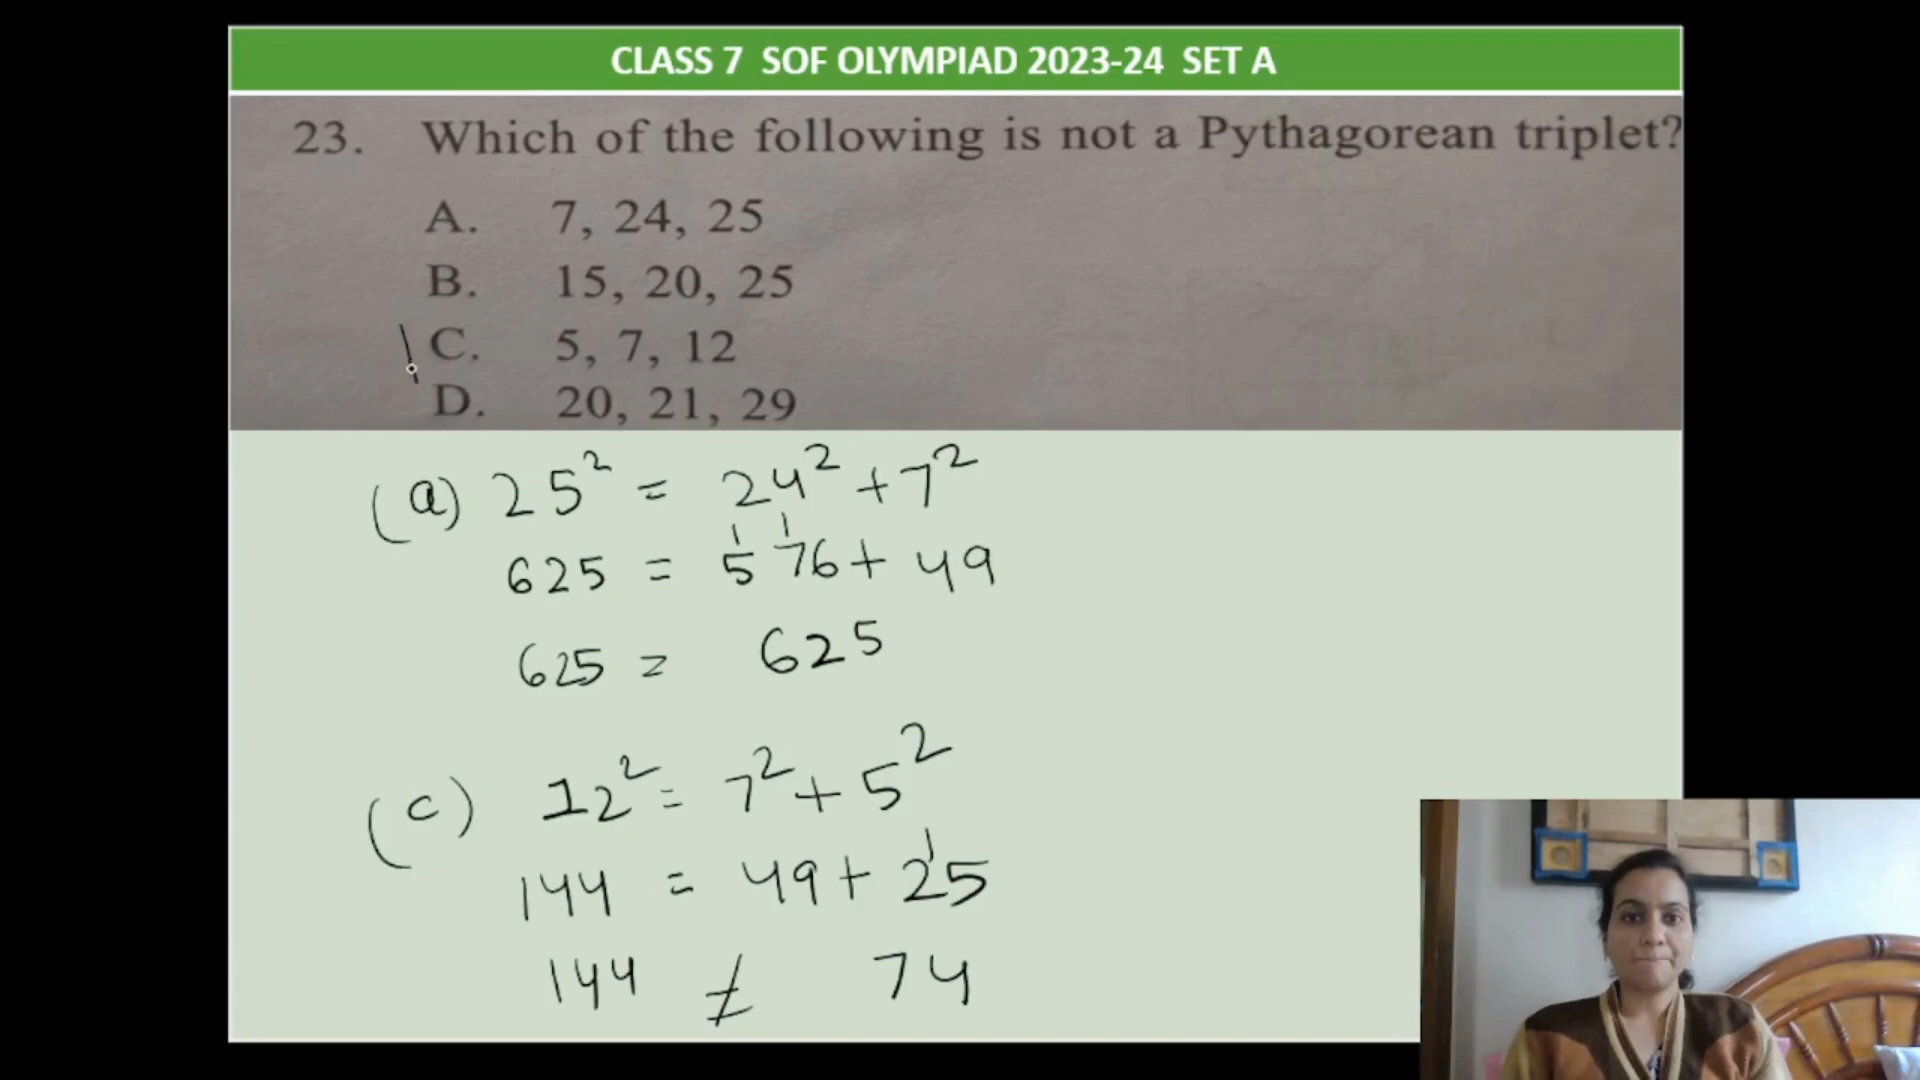 CLASS 7 SOF OLYMPIAD 2023-24 SET A
23. Which of the following is not a Pythagorean triplet?
A. 7, 24, 25
B. 15, 20, 25
C. 5, 7, 12
D. 20, 21, 29
(a) 25² = 24² + 7²
625 = 576 + 49
625 = 625
(c) 12² = 7² + 5²
144 = 49 + 25
144 ≠ 74